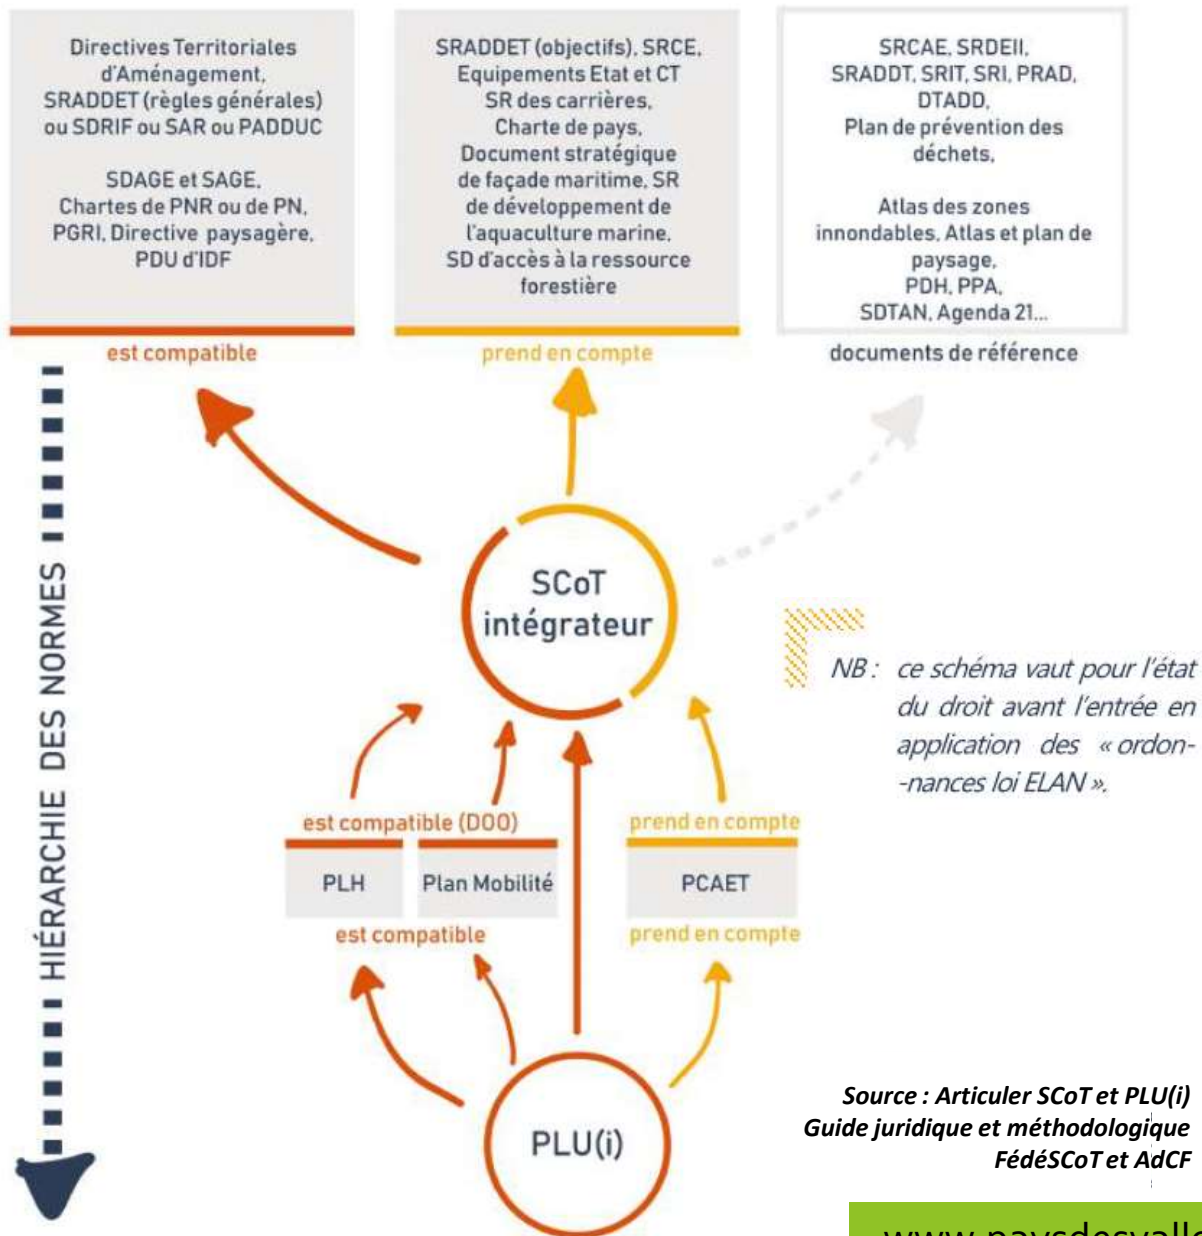 Directives Territoriales
d'Aménagement,
SRADDET (règles générales)
ou SDRIF ou SAR ou PADDUC
SDAGE et SAGE,
Chartes de PNR ou de PN,
PGRI, Directive paysagère,
PDU d'IDF
est compatible
SRADDET (objectifs), SRCE,
Equipements Etat et CT
SR des carrières,
Charte de pays,
Document stratégique
de façade maritime, SR
de développement de
l'aquaculture marine,
SD d'accès à la ressource
forestière
prend en compte
SRCAE, SRDEII,
SRADDT, SRIT, SRI, PRAD,
DTADD,
Plan de prévention des
déchets,
Atlas des zones
innondables, Atlas et plan de
paysage,
PDH, PPA,
SDTAN, Agenda 21...
documents de référence
HIÉRARCHIE DES NORMES
SCoT
intégrateur
NB : ce schéma vaut pour l'état
du droit avant l'entrée en
application des « ordon-
-nances loi ELAN ».
est compatible (DOO)
prend en compte
PLH
Plan Mobilité
PCAET
est compatible
prend en compte
PLU(i)
Source : Articuler SCoT et PLU(i)
Guide juridique et méthodologique
FédéSCoT et AdCF